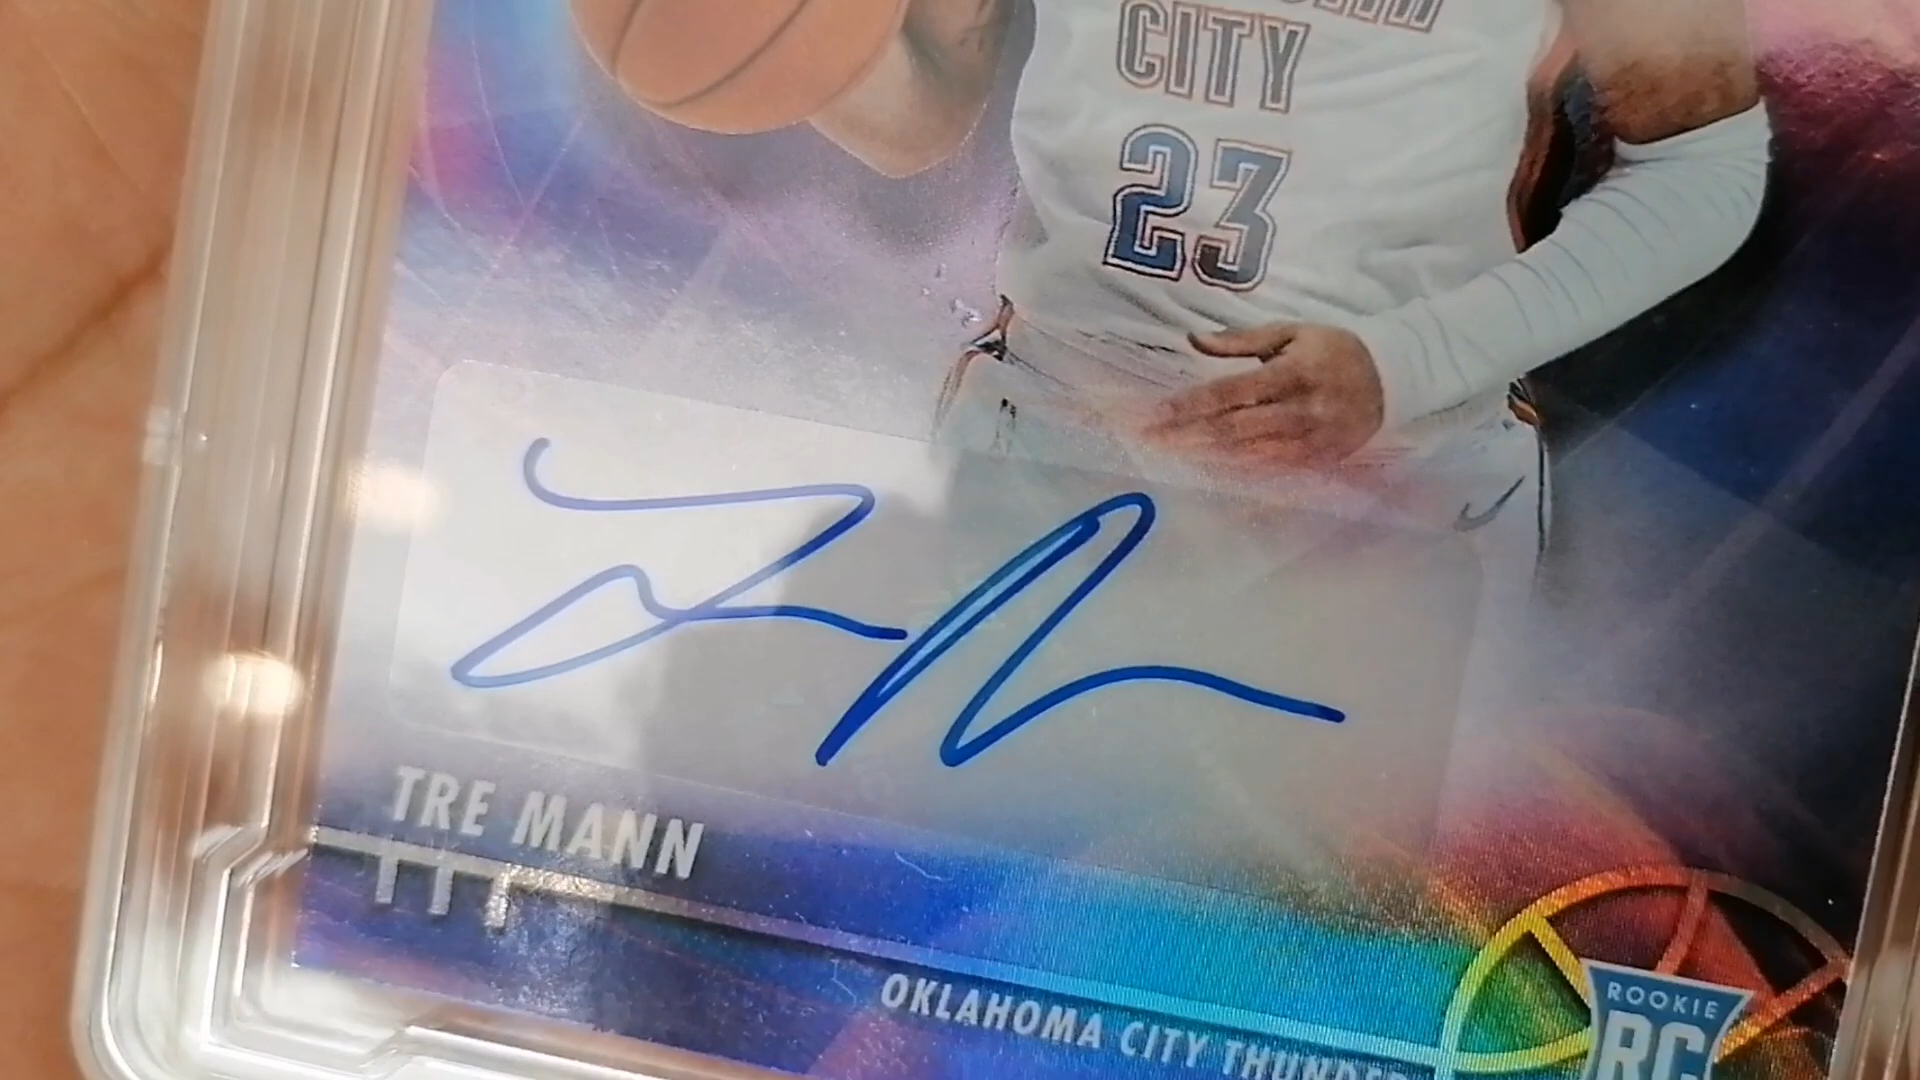 CITY
23
TRE MANN
OKLAHOMA CITY THUNDER
ROOKIE
RC